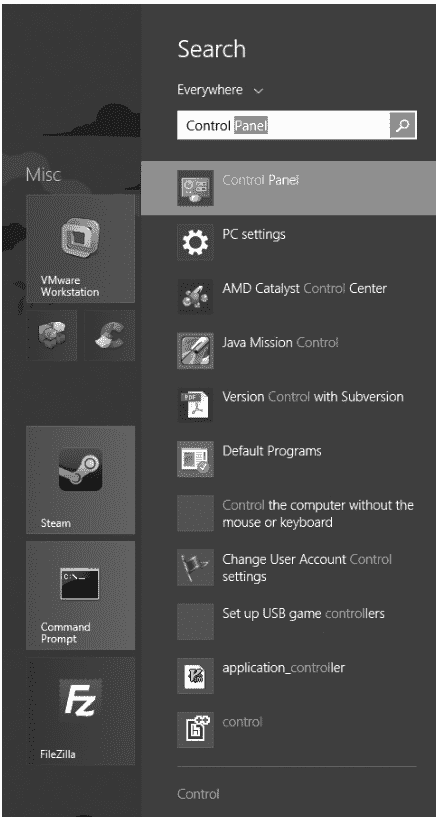 Search
Everywhere
Control Panel
Misc
VMware
Workstation
Steam
C:\_
Command
Prompt
Fz
FileZilla
Control Panel
PC settings
AMD Catalyst Control Center
Java Mission Control
PDF
Version Control with Subversion
Default Programs
Control the computer without the
mouse or keyboard
Change User Account Control
settings
Set up USB game controllers
application_controller
control
Control